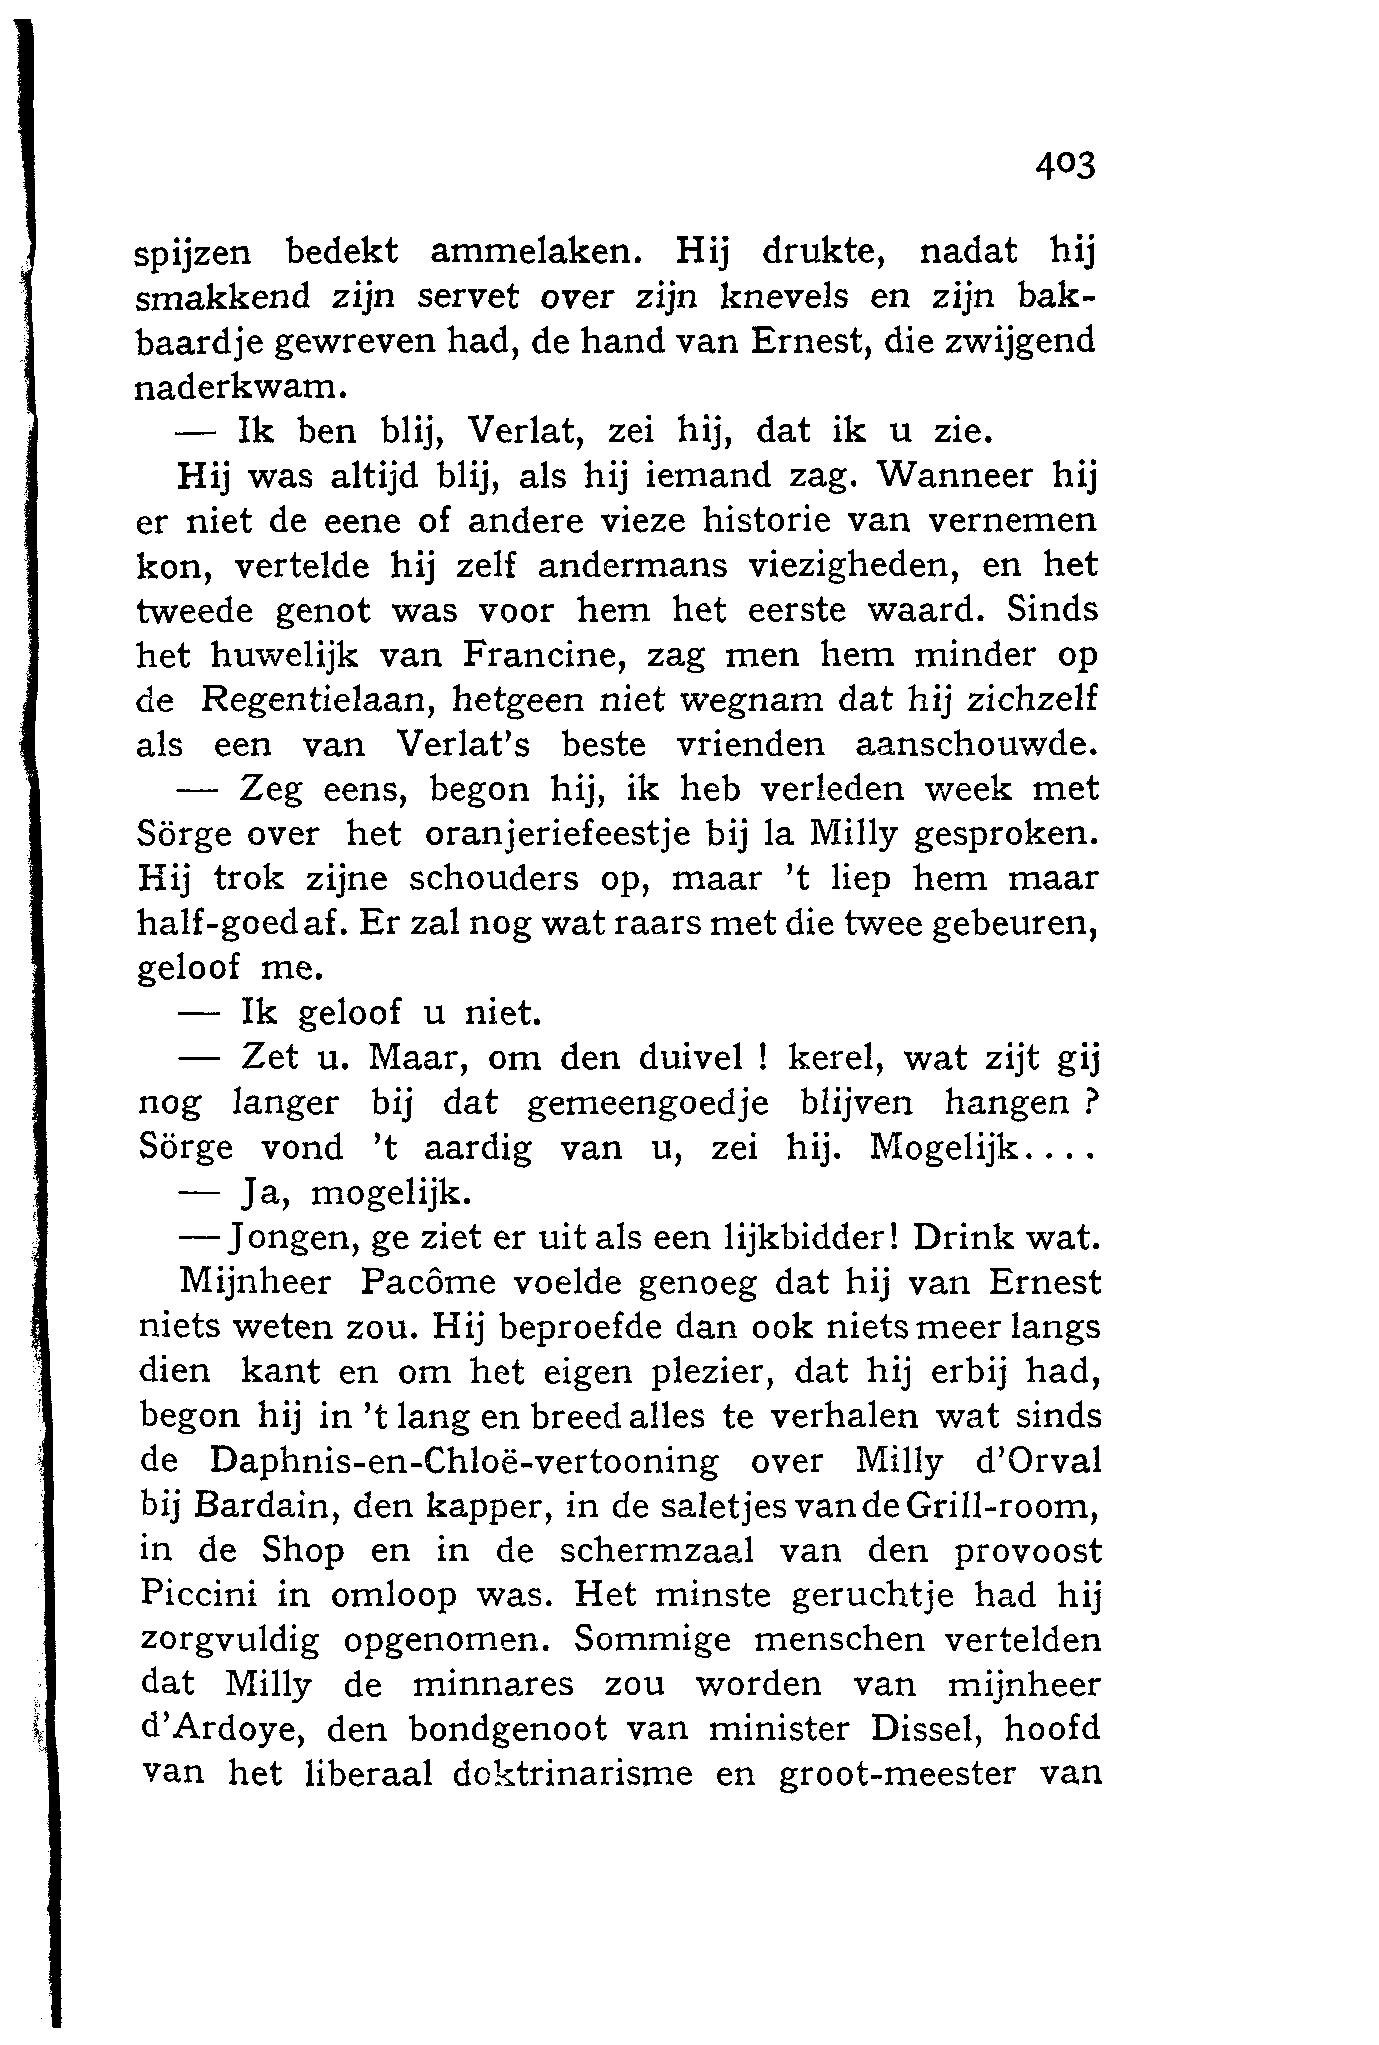 403
spijzen bedekt ammelaken. Hij drukte, nadat hij
smakkend zijn servet over zijn knevels en zijn bak-
baardje gewreven had, de hand van Ernest, die zwijgend
naderkwam.
— Ik ben blij, Verlat, zei hij, dat ik u zie.
Hij was altijd blij, als hij iemand zag. Wanneer hij
er niet de eene of andere vieze historie van vernemen
kon, vertelde hij zelf andermans viezigheden, en het
tweede genot was voor hem het eerste waard. Sinds
het huwelijk van Francine, zag men hem minder op
de Regentielaan, hetgeen niet wegnam dat hij zichzelf
als een van Verlat's beste vrienden aanschouwde.
— Zeg eens, begon hij, ik heb verleden week met
Sörge over het oranjeriefeestje bij la Milly gesproken.
Hij trok zijne schouders op, maar 't liep hem maar
half-goed af. Er zal nog wat raars met die twee gebeuren,
geloof me.
— Ik geloof u niet.
— Zet u. Maar, om den duivel ! kerel, wat zijt gij
nog langer bij dat gemeengoedje blijven hangen ?
Sörge vond 't aardig van u, zei hij. Mogelijk....
— Ja, mogelijk.
— Jongen, ge ziet er uit als een lijkbidder! Drink wat.
Mijnheer Pacôme voelde genoeg dat hij van Ernest
niets weten zou. Hij beproefde dan ook niets meer langs
dien kant en om het eigen plezier, dat hij erbij had,
begon hij in 't lang en breed alles te verhalen wat sinds
de Daphnis-en-Chloë-vertooning over Milly d'Orval
bij Bardain, den kapper, in de saletjes van de Grill-room,
in de Shop en in de schermzaal van den provoost
Piccini in omloop was. Het minste geruchtje had hij
zorgvuldig opgenomen. Sommige menschen vertelden
dat Milly de minnares zou worden van mijnheer
d'Ardoye, den bondgenoot van minister Dissel, hoofd
van het liberaal doktrinarisme en groot-meester van